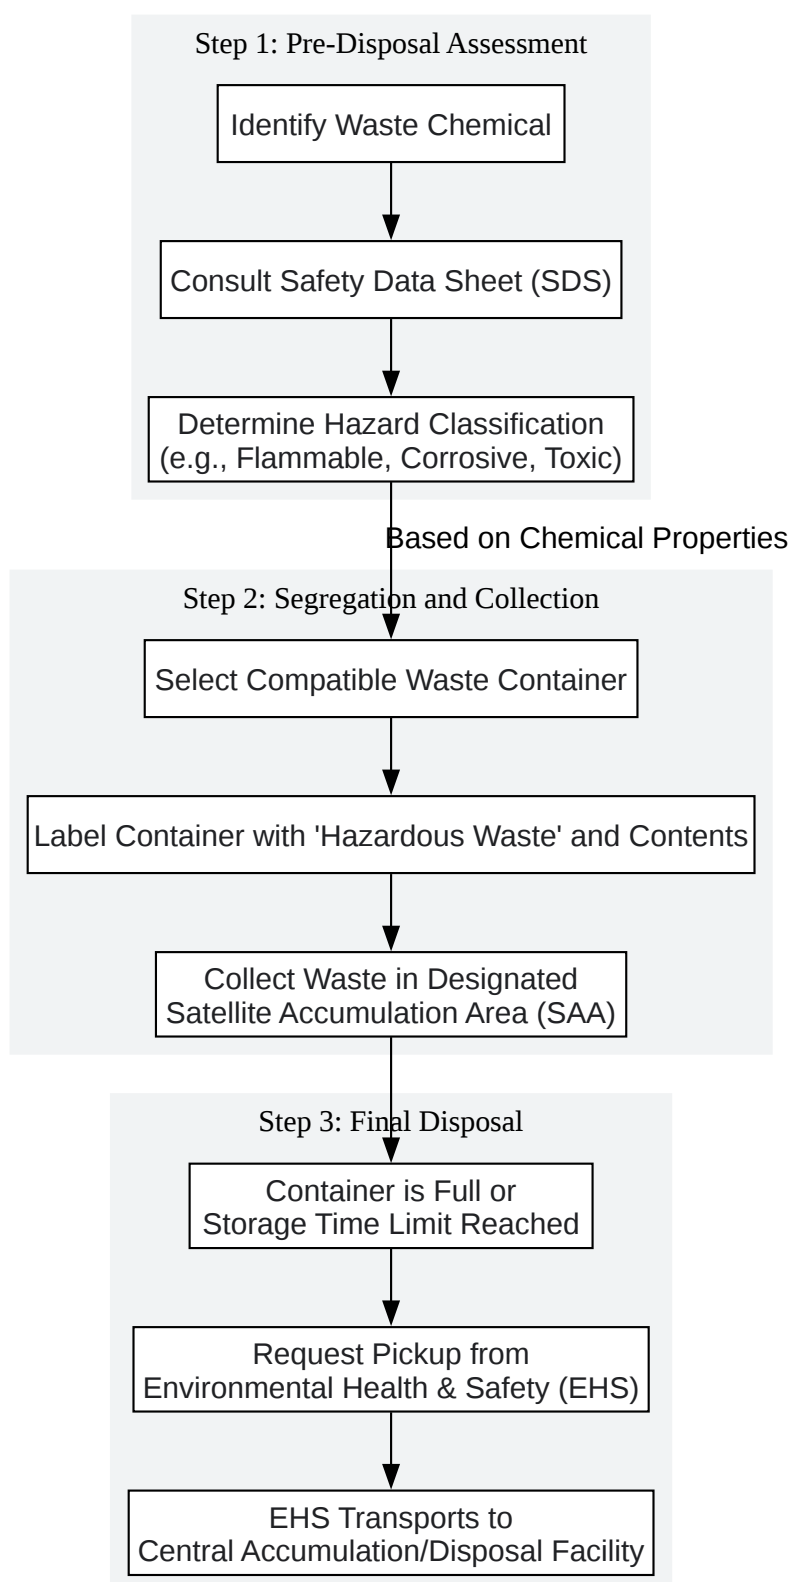 Step 1: Pre-Disposal Assessment
Identify Waste Chemical
Consult Safety Data Sheet (SDS)
Determine Hazard Classification
(e.g., Flammable, Corrosive, Toxic)
Based on Chemical Properties
Step 2: Segregation and Collection
Select Compatible Waste Container
Label Container with 'Hazardous Waste' and Contents
Collect Waste in Designated
Satellite Accumulation Area (SAA)
Step 3: Final Disposal
Container is Full or
Storage Time Limit Reached
Request Pickup from
Environmental Health & Safety (EHS)
EHS Transports to
Central Accumulation/Disposal Facility